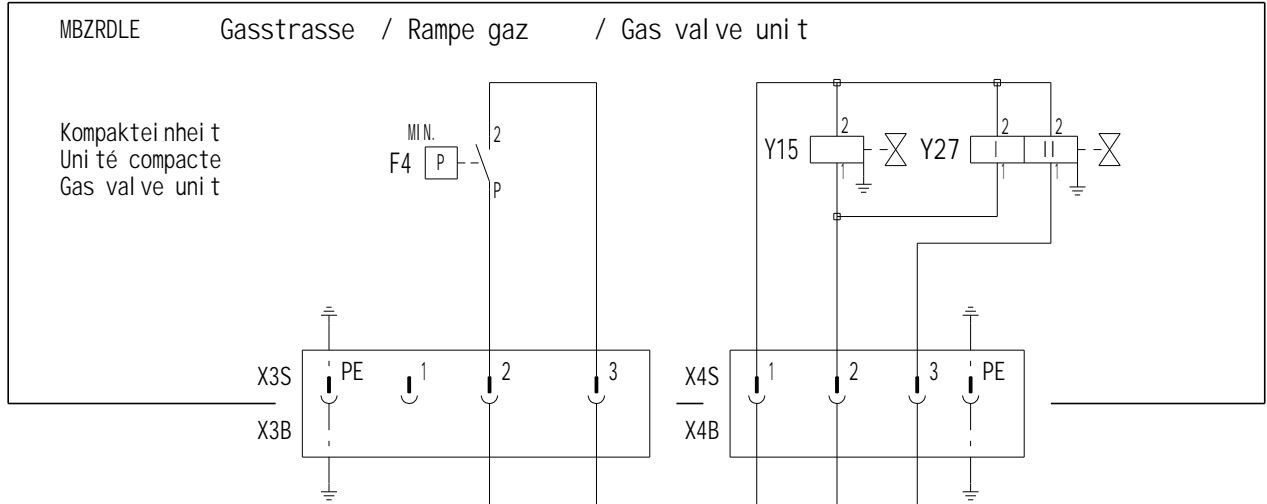 MBZRDLE Gasstrasse / Rampe gaz / Gas valve unit
Kompakteinheit
Unité compacte
Gas valve unit
MIN.
F4 P
2
P
Y15
2
1
Y27
I II
2 2
1 1
X3S PE 1 2 3
X3B
X4S 1 2 3 PE
X4B